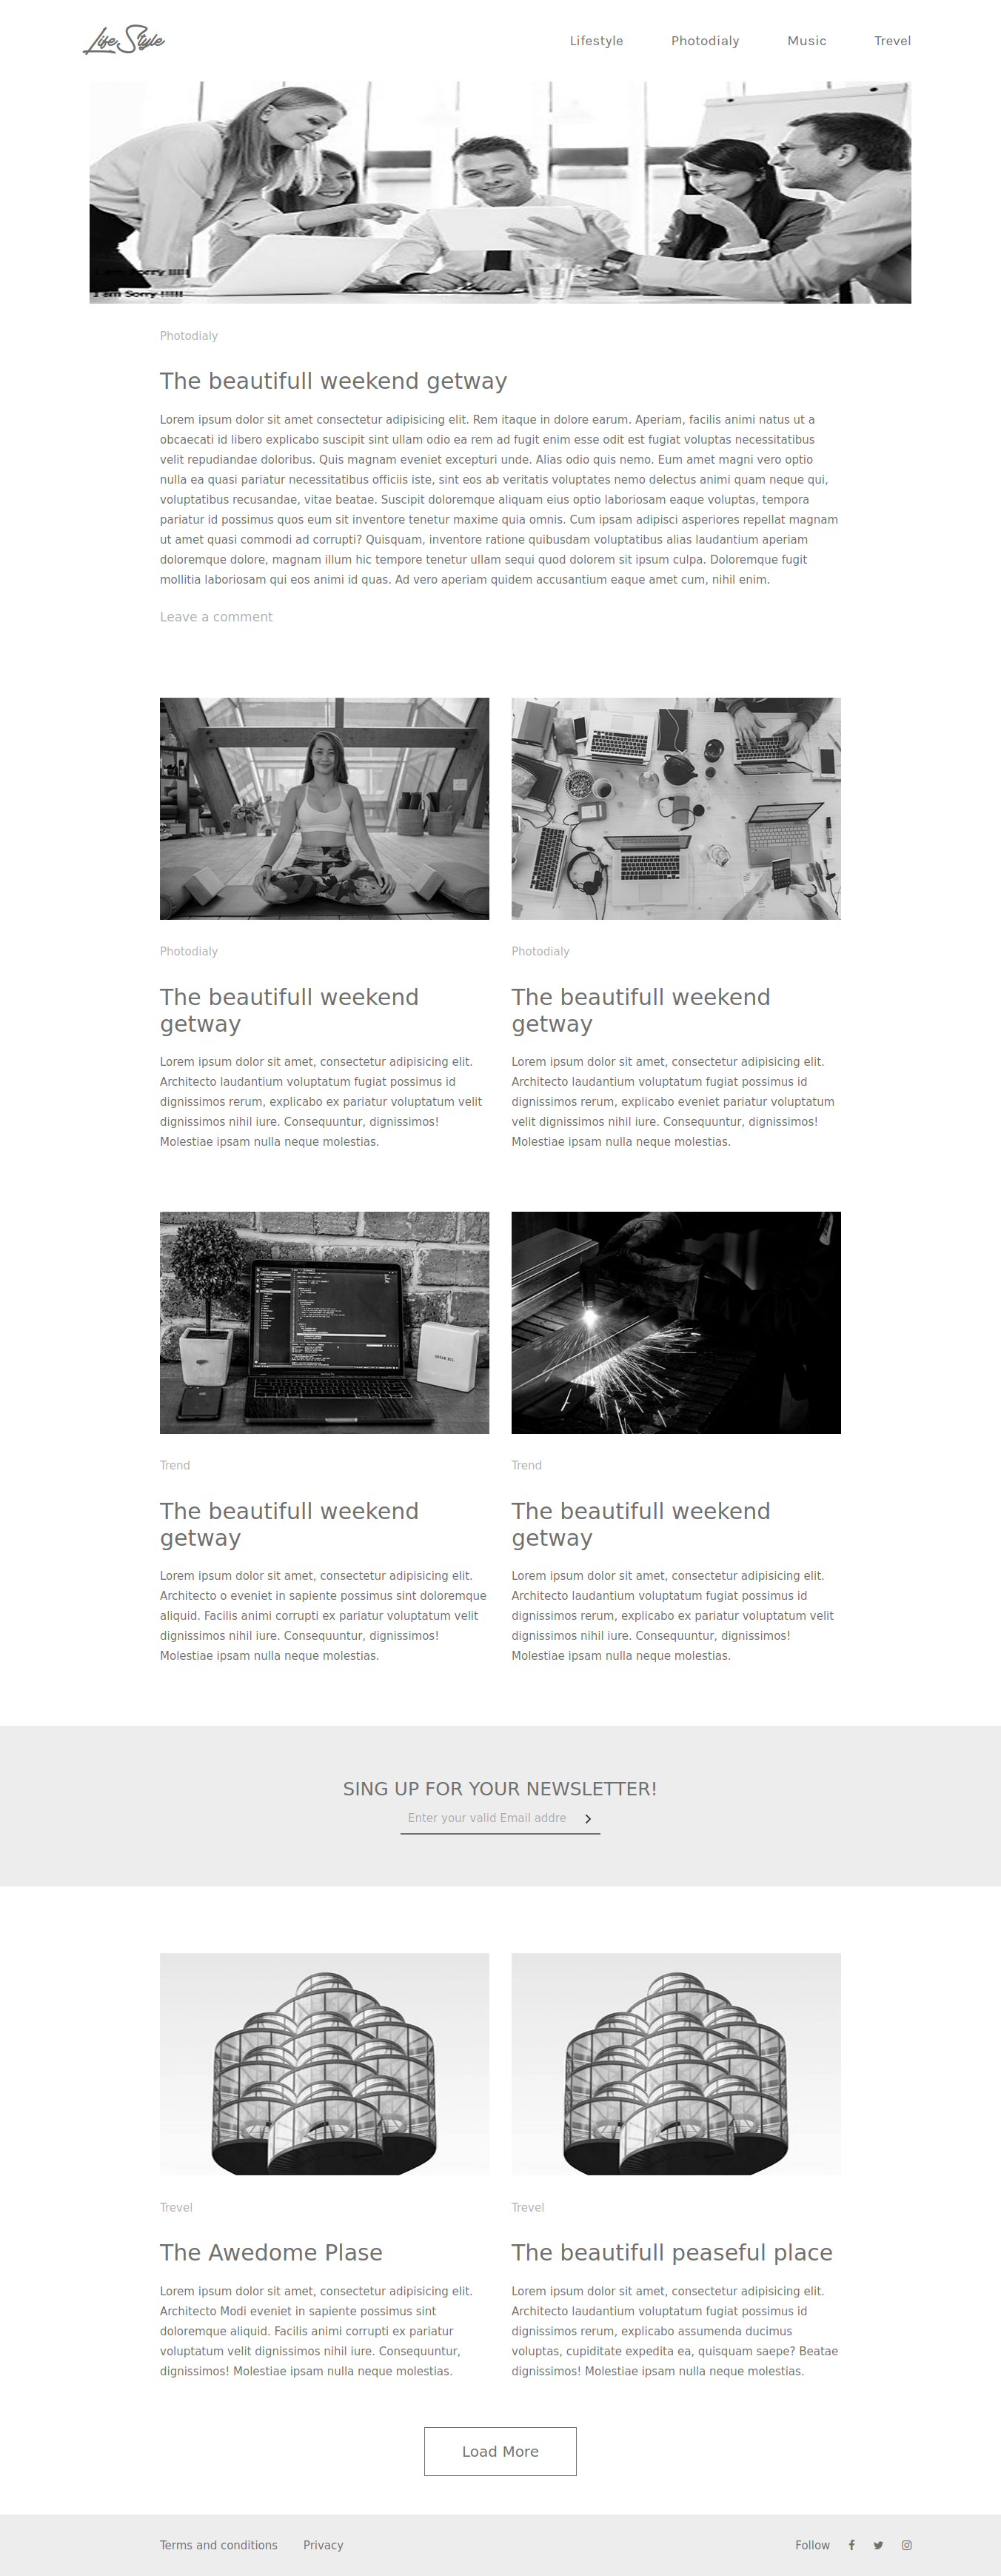 Life Style
Lifestyle Photodialy Music Trevel
I am Sorry !!!!!
I am Sorry !!!!!!
Photodialy
The beautifull weekend getway
Lorem ipsum dolor sit amet consectetur adipisicing elit. Rem itaque in dolore earum. Aperiam, facilis animi natus ut a
obcaecati id libero explicabo suscipit sint ullam odio ea rem ad fugit enim esse odit est fugiat voluptas necessitatibus
velit repudiandae doloribus. Quis magnam eveniet excepturi unde. Alias odio quis nemo. Eum amet magni vero optio
nulla ea quasi pariatur necessitatibus officiis iste, sint eos ab veritatis voluptates nemo delectus animi quam neque qui,
voluptatibus recusandae, vitae beatae. Suscipit doloremque aliquam eius optio laboriosam eaque voluptas, tempora
pariatur id possimus quos eum sit inventore tenetur maxime quia omnis. Cum ipsam adipisci asperiores repellat magnam
ut amet quasi commodi ad corrupti? Quisquam, inventore ratione quibusdam voluptatibus alias laudantium aperiam
doloremque dolore, magnam illum hic tempore tenetur ullam sequi quod dolorem sit ipsum culpa. Doloremque fugit
mollitia laboriosam qui eos animi id quas. Ad vero aperiam quidem accusantium eaque amet cum, nihil enim.
Leave a comment
Photodialy
The beautifull weekend
getway
Lorem ipsum dolor sit amet, consectetur adipisicing elit.
Architecto laudantium voluptatum fugiat possimus id
dignissimos rerum, explicabo ex pariatur voluptatum velit
dignissimos nihil iure. Consequuntur, dignissimos!
Molestiae ipsam nulla neque molestias.
Photodialy
The beautifull weekend
getway
Lorem ipsum dolor sit amet, consectetur adipisicing elit.
Architecto laudantium voluptatum fugiat possimus id
dignissimos rerum, explicabo eveniet pariatur voluptatum
velit dignissimos nihil iure. Consequuntur, dignissimos!
Molestiae ipsam nulla neque molestias.
Trend
The beautifull weekend
getway
Lorem ipsum dolor sit amet, consectetur adipisicing elit.
Architecto o eveniet in sapiente possimus sint doloremque
aliquid. Facilis animi corrupti ex pariatur voluptatum velit
dignissimos nihil iure. Consequuntur, dignissimos!
Molestiae ipsam nulla neque molestias.
Trend
The beautifull weekend
getway
Lorem ipsum dolor sit amet, consectetur adipisicing elit.
Architecto laudantium voluptatum fugiat possimus id
dignissimos rerum, explicabo ex pariatur voluptatum velit
dignissimos nihil iure. Consequuntur, dignissimos!
Molestiae ipsam nulla neque molestias.
SING UP FOR YOUR NEWSLETTER!
Enter your valid Email addre
Trevel
The Awedome Plase
Lorem ipsum dolor sit amet, consectetur adipisicing elit.
Architecto Modi eveniet in sapiente possimus sint
doloremque aliquid. Facilis animi corrupti ex pariatur
voluptatum velit dignissimos nihil iure. Consequuntur,
dignissimos! Molestiae ipsam nulla neque molestias.
Trevel
The beautifull peaseful place
Lorem ipsum dolor sit amet, consectetur adipisicing elit.
Architecto laudantium voluptatum fugiat possimus id
dignissimos rerum, explicabo assumenda ducimus
voluptas, cupiditate expedita ea, quisquam saepe? Beatae
dignissimos! Molestiae ipsam nulla neque molestias.
Load More
Terms and conditions Privacy Follow